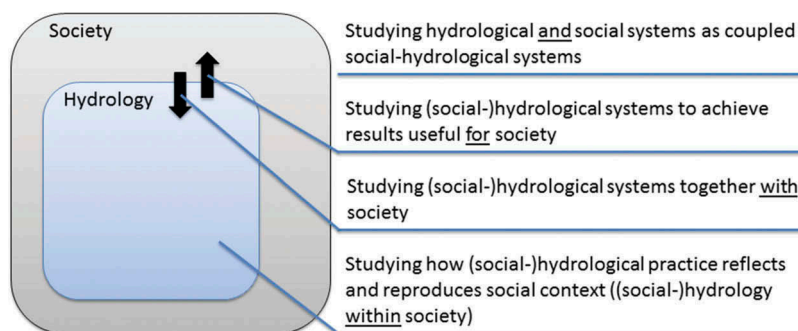 Society
Hydrology
Studying hydrological and social systems as coupled
social-hydrological systems
Studying (social-)hydrological systems to achieve
results useful for society
Studying (social-)hydrological systems together with
society
Studying how (social-)hydrological practice reflects
and reproduces social context ((social-)hydrology
within society)